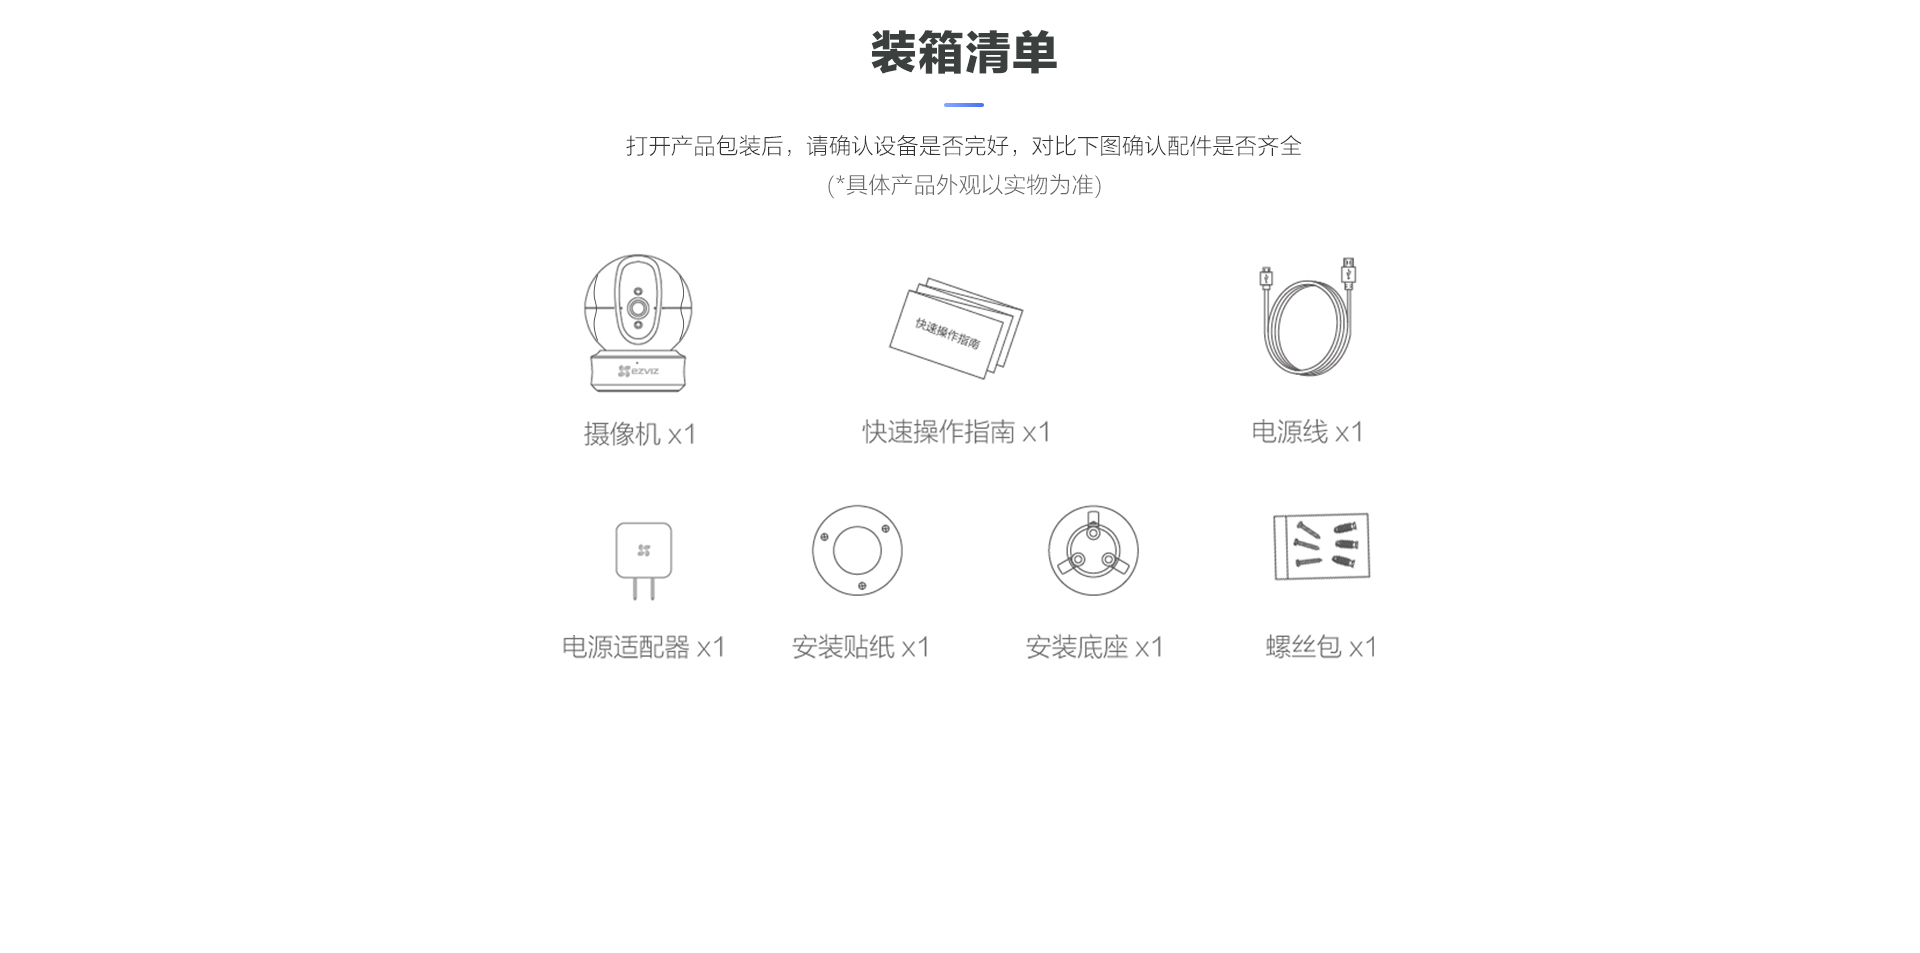 装箱清单
打开产品包装后，请确认设备是否完好，对比下图确认配件是否齐全
(*具体产品外观以实物为准)
ezviz
快速操作指南
摄像机 x1
快速操作指南 x1
电源线 x1
电源适配器 x1
安装贴纸 x1
安装底座 x1
螺丝包 x1